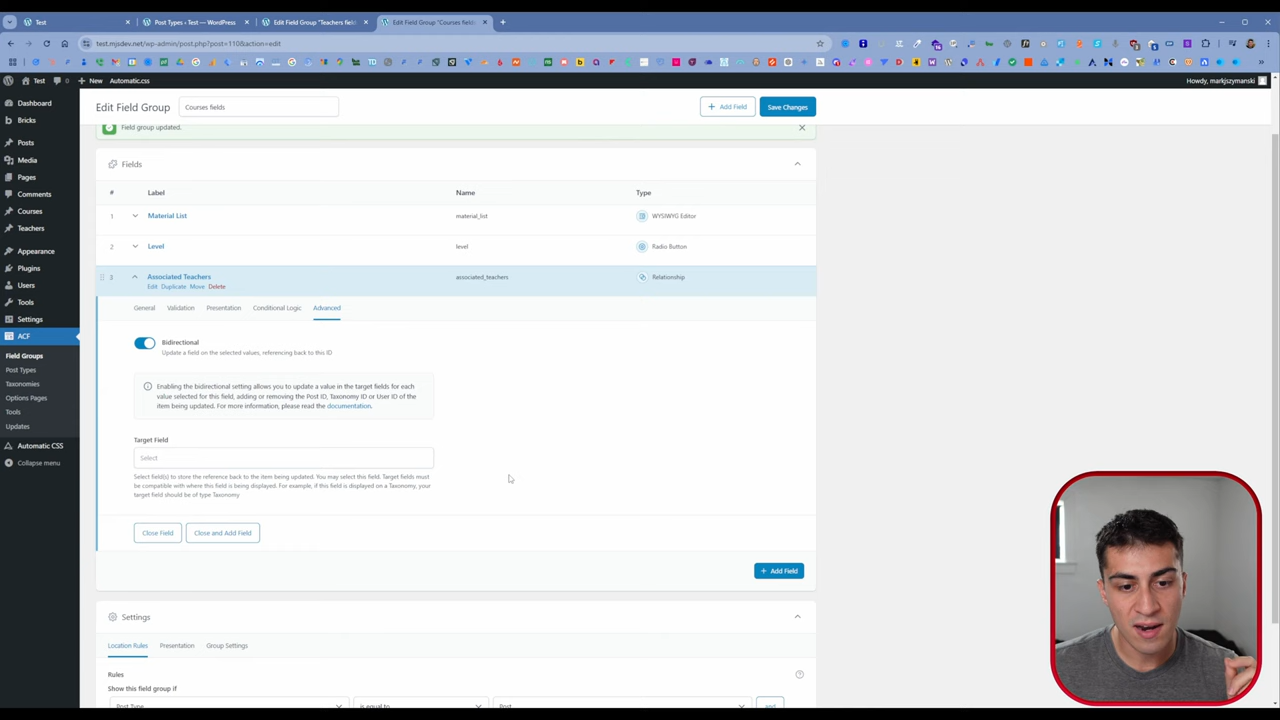 Test
Post Types ‹ Test — WordPress
Edit Field Group "Teachers fiel
Edit Field Group "Courses fields
test.mjsdev.net/wp-admin/post.php?post=110&action=edit
Test
0
New
Automatic.css
Howdy, markjszymanski
Dashboard
Bricks
Posts
Media
Pages
Comments
Courses
Teachers
Appearance
Plugins
Users
Tools
Settings
ACF
Field Groups
Post Types
Taxonomies
Options Pages
Tools
Updates
Automatic CSS
Collapse menu
Edit Field Group
Courses fields
+ Add Field
Save Changes
Field group updated.
Fields
# Label Name Type
1 Material List material_list WYSIWYG Editor
2 Level level Radio Button
3 Associated Teachers associated_teachers Relationship
Edit Duplicate Move Delete
General Validation Presentation Conditional Logic Advanced
Bidirectional
Update a field on the selected values, referencing back to this ID
Enabling the bidirectional setting allows you to update a value in the target fields for each
value selected for this field, adding or removing the Post ID, Taxonomy ID or User ID of the
item being updated. For more information, please read the documentation.
Target Field
Select
Select field(s) to store the reference back to the item being updated. You may select this field. Target fields must
be compatible with where this field is being displayed. For example, if this field is displayed on a Taxonomy, your
target field should be of type Taxonomy
Close Field
Close and Add Field
+ Add Field
Settings
Location Rules Presentation Group Settings
Rules
Show this field group if
Post Type is equal to Post and